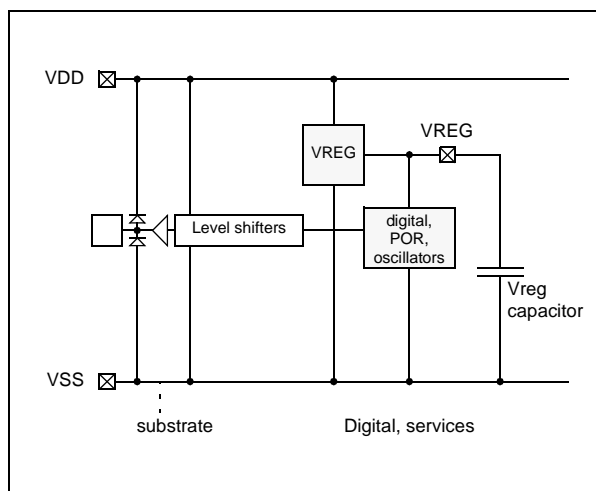 VDD
VREG
VREG
Level shifters
digital,
POR,
oscillators
Vreg
capacitor
VSS
substrate
Digital, services